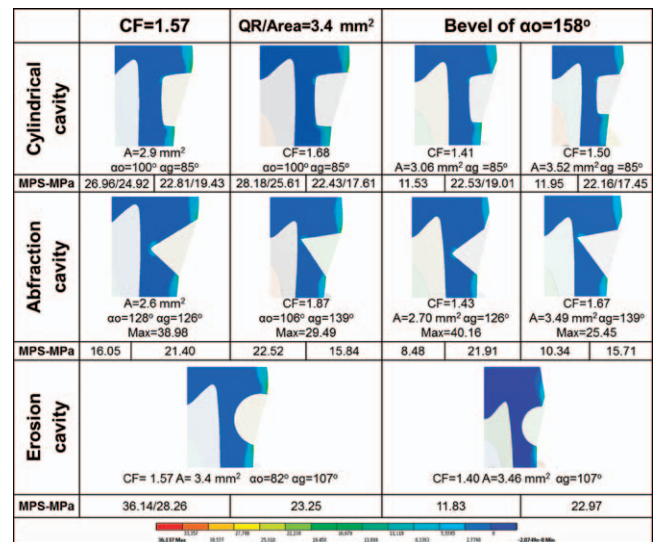 CF=1.57 QR/Area=3.4 mm² Bevel of αo=158º
Cylindrical cavity
A=2.9 mm²
αo=100º αg=85º
CF=1.68
αo=100º αg=85º
CF=1.41
A=3.06 mm² αg =85º
CF=1.50
A=3.52 mm² αg =85º
MPS-MPa 26.96/24.92 22.81/19.43 28.18/25.61 22.43/17.61 11.53 22.53/19.01 11.95 22.16/17.45
Abfraction cavity
A=2.6 mm²
αo=128º αg=126º
Max=38.98
CF=1.87
αo=106º αg=139º
Max=29.49
CF=1.43
A=2.70 mm² αg=126º
Max=40.16
CF=1.67
A=3.49 mm² αg=139º
Max=25.45
MPS-MPa 16.05 21.40 22.52 15.84 8.48 21.91 10.34 15.71
Erosion cavity
CF= 1.57 A= 3.4 mm² αo=82º αg=107º
CF=1.40 A=3.46 mm² αg=107º
MPS-MPa 36.14/28.26 23.25 11.83 22.97